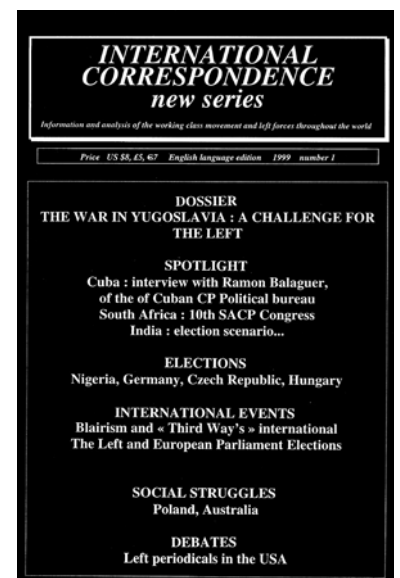 INTERNATIONAL
CORRESPONDENCE
new series
Information and analysis of the working class movement and left forces throughout the world
Price US $8, £5, €7 English language edition 1999 number 1
DOSSIER
THE WAR IN YUGOSLAVIA : A CHALLENGE FOR
THE LEFT
SPOTLIGHT
Cuba : interview with Ramon Balaguer,
of the of Cuban CP Political bureau
South Africa : 10th SACP Congress
India : election scenario...
ELECTIONS
Nigeria, Germany, Czech Republic, Hungary
INTERNATIONAL EVENTS
Blairism and « Third Way's » international
The Left and European Parliament Elections
SOCIAL STRUGGLES
Poland, Australia
DEBATES
Left periodicals in the USA